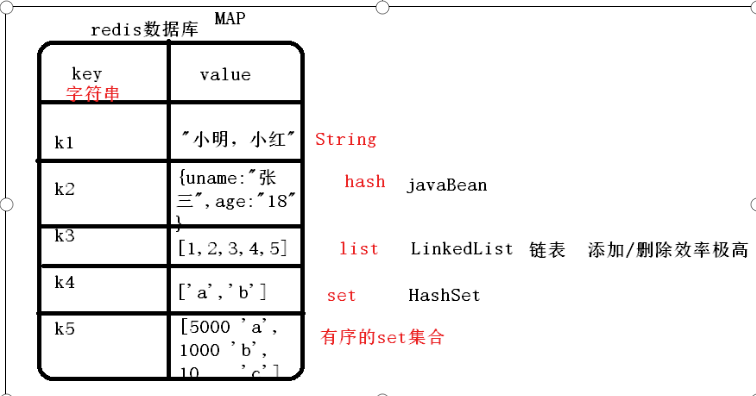 redis数据库 MAP
key value
字符串
k1 "小明，小红" String
k2 {uname:"张三",age:"18"} hash javaBean
k3 [1,2,3,4,5] list LinkedList 链表 添加/删除效率极高
k4 ['a','b'] set HashSet
k5 [5000 'a',
1000 'b',
10 'c'] 有序的set集合